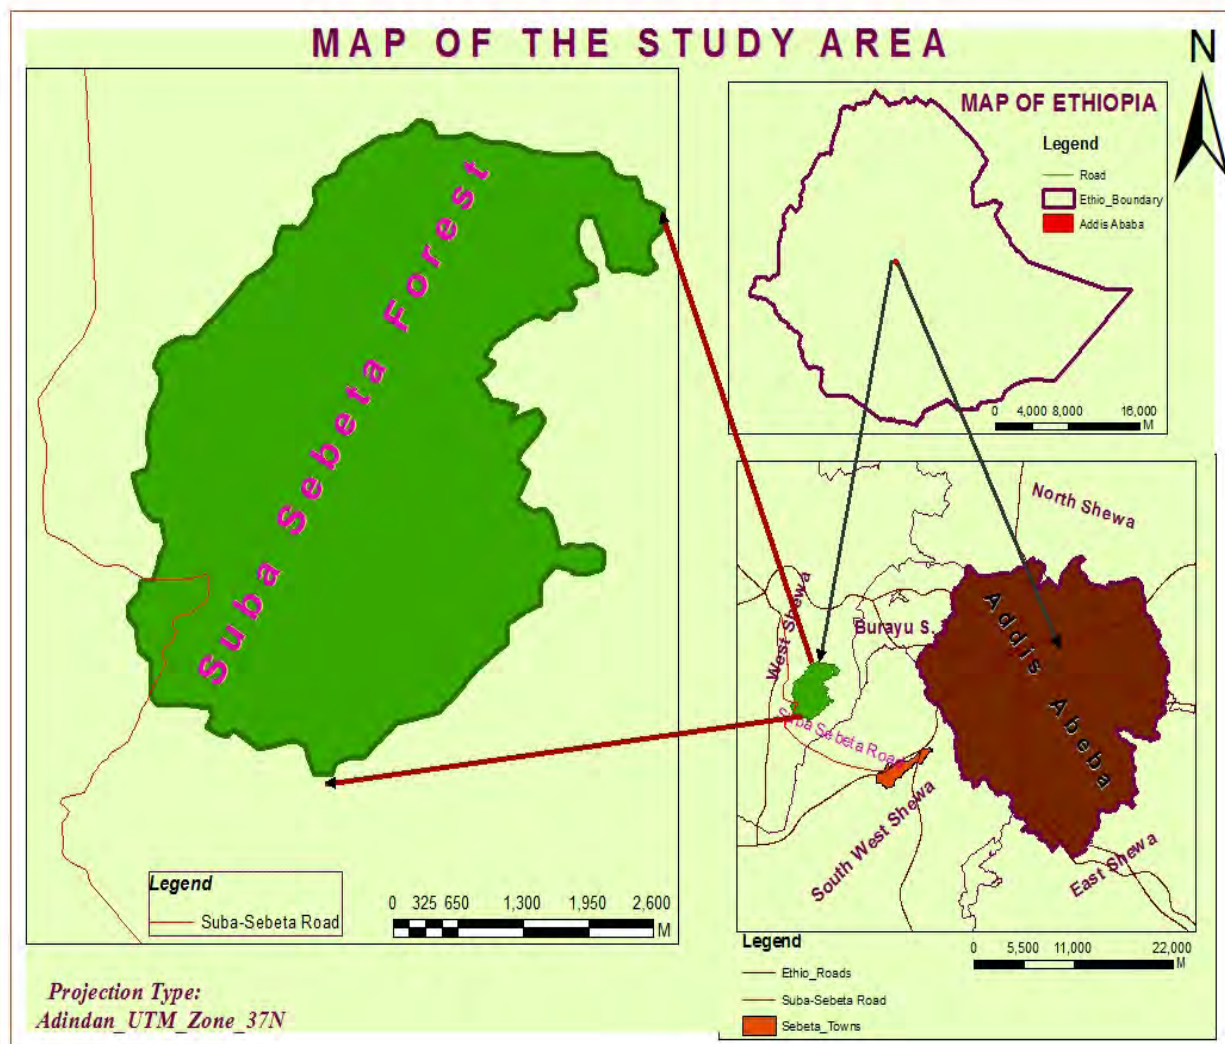 MAP OF THE STUDY AREA
N
Suba Sebeta Forest
Legend
Suba-Sebeta Road
0 325 650 1,300 1,950 2,600
M
Projection Type:
Adindan_UTM_Zone_37N
MAP OF ETHIOPIA
Legend
Road
Ethio_Boundary
Addis Ababa
0 4,000 8,000 16,000
M
North Shewa
West Shewa
Burayu S.
Addis Abeba
Suba Sebeta Road
South West Shewa
East Shewa
Legend
Ethio_Roads
Suba-Sebeta Road
Sebeta_Towns
0 5,500 11,000 22,000
M